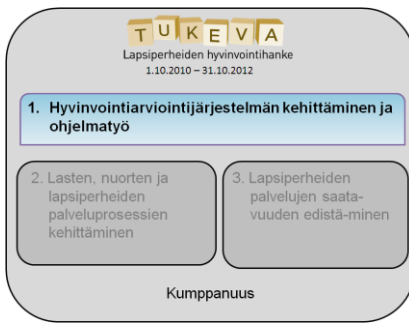 TUKEVA
Lapsiperheiden hyvinvointihanke
1.10.2010 – 31.10.2012
1. Hyvinvointiarviointijärjestelmän kehittäminen ja
ohjelmatyö
2. Lasten, nuorten ja
lapsiperheiden
palveluprosessien
kehittäminen
3. Lapsiperheiden
palvelujen saata-
vuuden edistä-minen
Kumppanuus